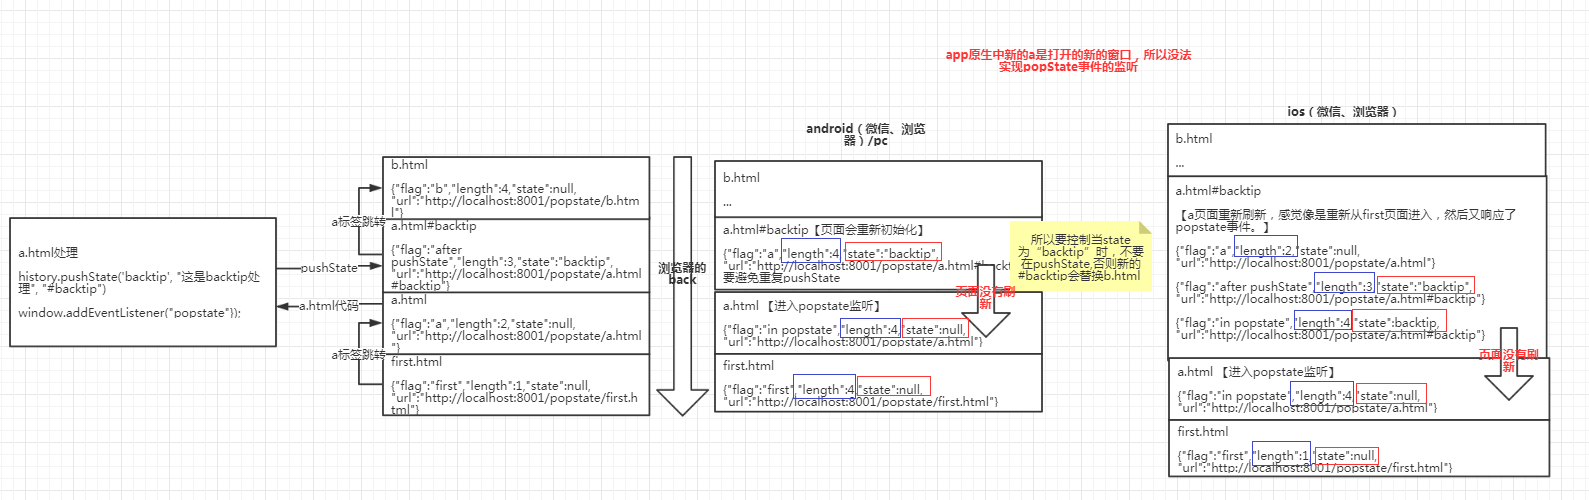 app原生中新的a是打开的新的窗口，所以没法
实现popState事件的监听
a.html处理
history.pushState('backtip', "这是backtip处
理", "#backtip")
window.addEventListener("popstate"});
pushState
a.html代码
a标签跳转
a标签跳转
b.html
{"flag":"b","length":4,"state":null,
"url":"http://localhost:8001/popstate/b.htm
l"}
a.html#backtip
{"flag":"after
pushState","length":3,"state":"backtip",
"url":"http://localhost:8001/popstate/a.html
#backtip"}
a.html
{"flag":"a","length":2,"state":null,
"url":"http://localhost:8001/popstate/a.html
"}
first.html
{"flag":"first","length":1,"state":null,
"url":"http://localhost:8001/popstate/first.h
tml"}
浏览器的
back
android（微信、浏览
器）/pc
b.html
...
a.html#backtip【页面会重新初始化】
{"flag":"a","length":4,"state":"backtip",
"url":"http://localhost:8001/popstate/a.html#backtip
要避免重复pushState
所以要控制当state
为“backtip”时，不要
在pushState,否则新的
#backtip会替换b.html
页面没有刷
新
a.html 【进入popstate监听】
{"flag":"in popstate","length":4,"state":null,
"url":"http://localhost:8001/popstate/a.html"}
first.html
{"flag":"first","length":4,"state":null,
"url":"http://localhost:8001/popstate/first.html"}
ios（微信、浏览器）
b.html
...
a.html#backtip
【a页面重新刷新，感觉像是重新从first页面进入，然后又响应了
popstate事件。】
{"flag":"a","length":2,"state":null,
"url":"http://localhost:8001/popstate/a.html"}
{"flag":"after pushState","length":3,"state":"backtip",
"url":"http://localhost:8001/popstate/a.html#backtip"}
{"flag":"in popstate","length":4,"state":backtip,
"url":"http://localhost:8001/popstate/a.html#backtip"}
页面没有刷
新
a.html 【进入popstate监听】
{"flag":"in popstate","length":4,"state":null,
"url":"http://localhost:8001/popstate/a.html"}
first.html
{"flag":"first","length":1,"state":null,
"url":"http://localhost:8001/popstate/first.html"}